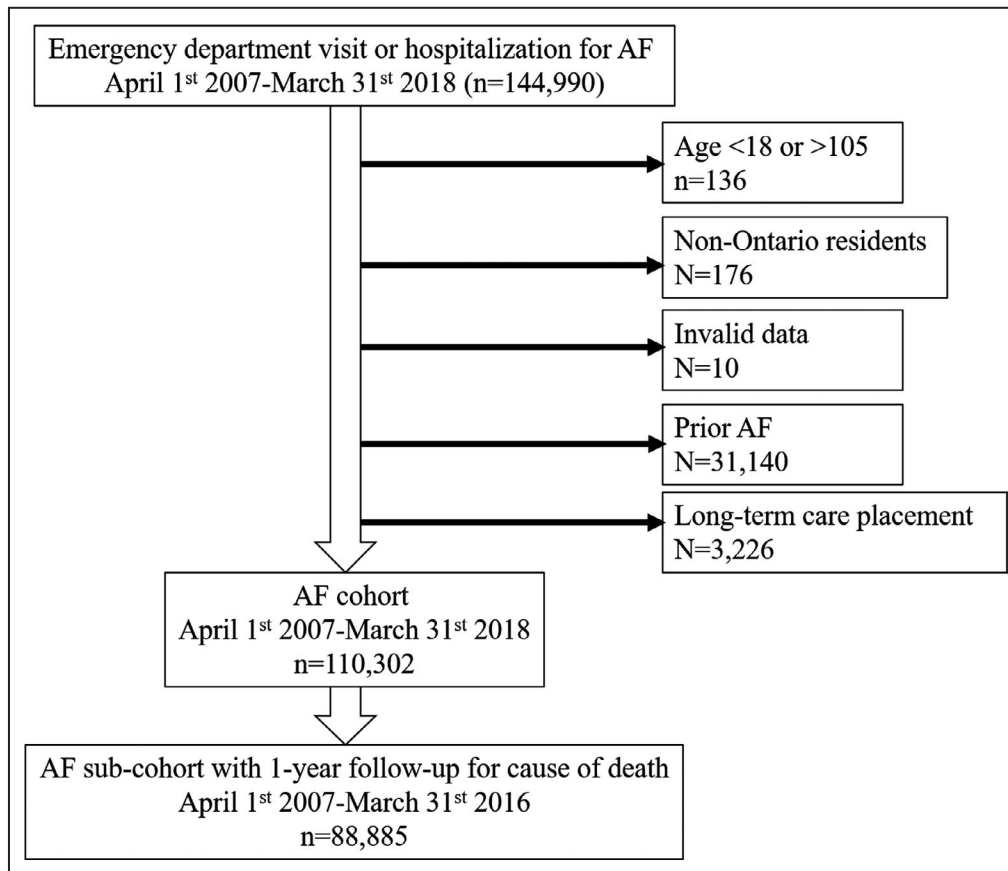 Emergency department visit or hospitalization for AF
April 1st 2007-March 31st 2018 (n=144,990)
Age <18 or >105
n=136
Non-Ontario residents
N=176
Invalid data
N=10
Prior AF
N=31,140
Long-term care placement
N=3,226
AF cohort
April 1st 2007-March 31st 2018
n=110,302
AF sub-cohort with 1-year follow-up for cause of death
April 1st 2007-March 31st 2016
n=88,885